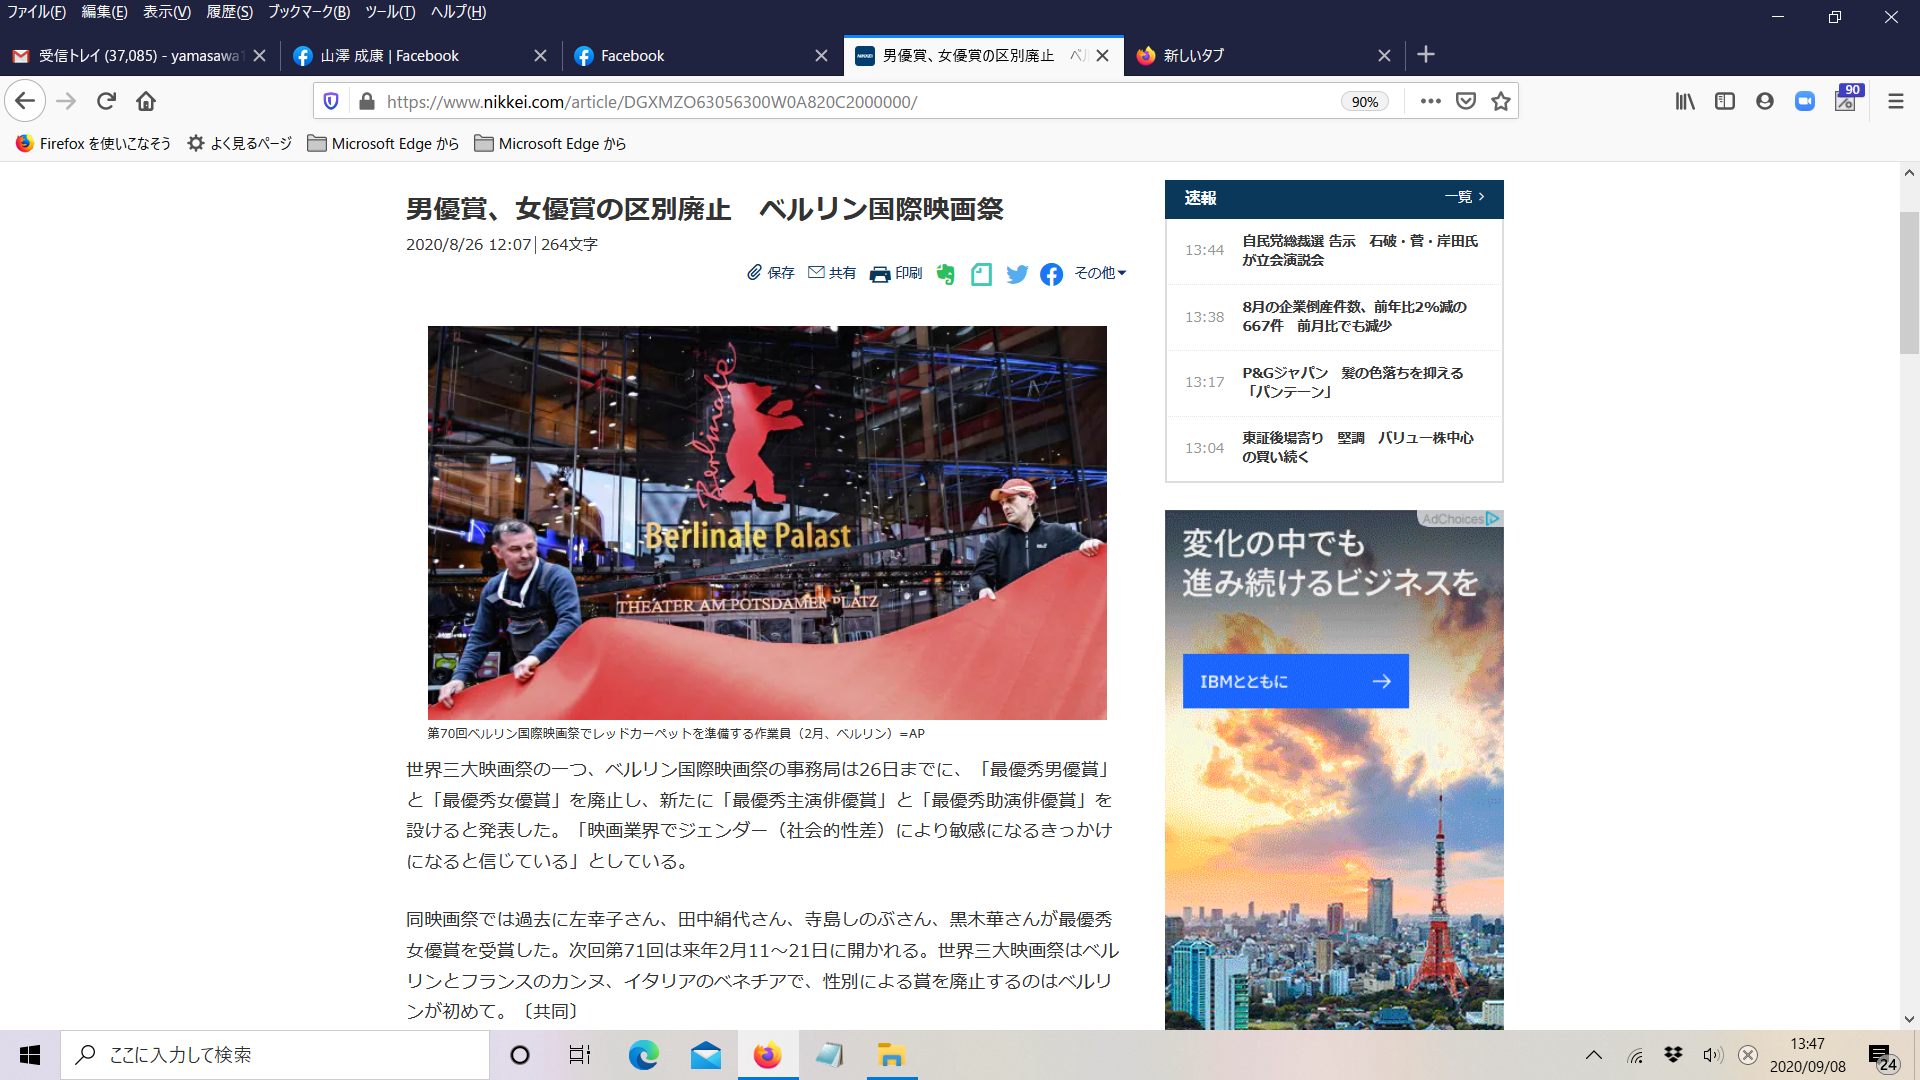 ファイル(F) 編集(E) 表示(V) 履歴(S) ブックマーク(B) ツール(T) ヘルプ(H)
受信トレイ (37,085) - yamasawa1
山澤 成康 | Facebook
Facebook
男優賞、女優賞の区別廃止　ベル
新しいタブ
https://www.nikkei.com/article/DGXMZO63056300W0A820C2000000/
90%
90
Firefox を使いこなそう
よく見るページ
Microsoft Edge から
Microsoft Edge から
男優賞、女優賞の区別廃止　ベルリン国際映画祭
2020/8/26 12:07 | 264文字
保存 共有 印刷 その他
Berlinale
Berlinale Palast
THEATER AM POTSDAMER PLATZ
第70回ベルリン国際映画祭でレッドカーペットを準備する作業員（2月、ベルリン）=AP
世界三大映画祭の一つ、ベルリン国際映画祭の事務局は26日までに、「最優秀男優賞」
と「最優秀女優賞」を廃止し、新たに「最優秀主演俳優賞」と「最優秀助演俳優賞」を
設けると発表した。「映画業界でジェンダー（社会的性差）により敏感になるきっかけ
になると信じている」としている。
同映画祭では過去に左幸子さん、田中絹代さん、寺島しのぶさん、黒木華さんが最優秀
女優賞を受賞した。次回第71回は来年2月11～21日に開かれる。世界三大映画祭はベル
リンとフランスのカンヌ、イタリアのベネチアで、性別による賞を廃止するのはベルリ
ンが初めて。〔共同〕
速報
一覧
13:44
自民党総裁選 告示　石破・菅・岸田氏
が立会演説会
13:38
8月の企業倒産件数、前年比2%減の
667件　前月比でも減少
13:17
P&Gジャパン　髪の色落ちを抑える
「パンテーン」
13:04
東証後場寄り　堅調　バリュー株中心
の買い続く
AdChoices
変化の中でも
進み続けるビジネスを
IBMとともに
ここに入力して検索
13:47
2020/09/08
24